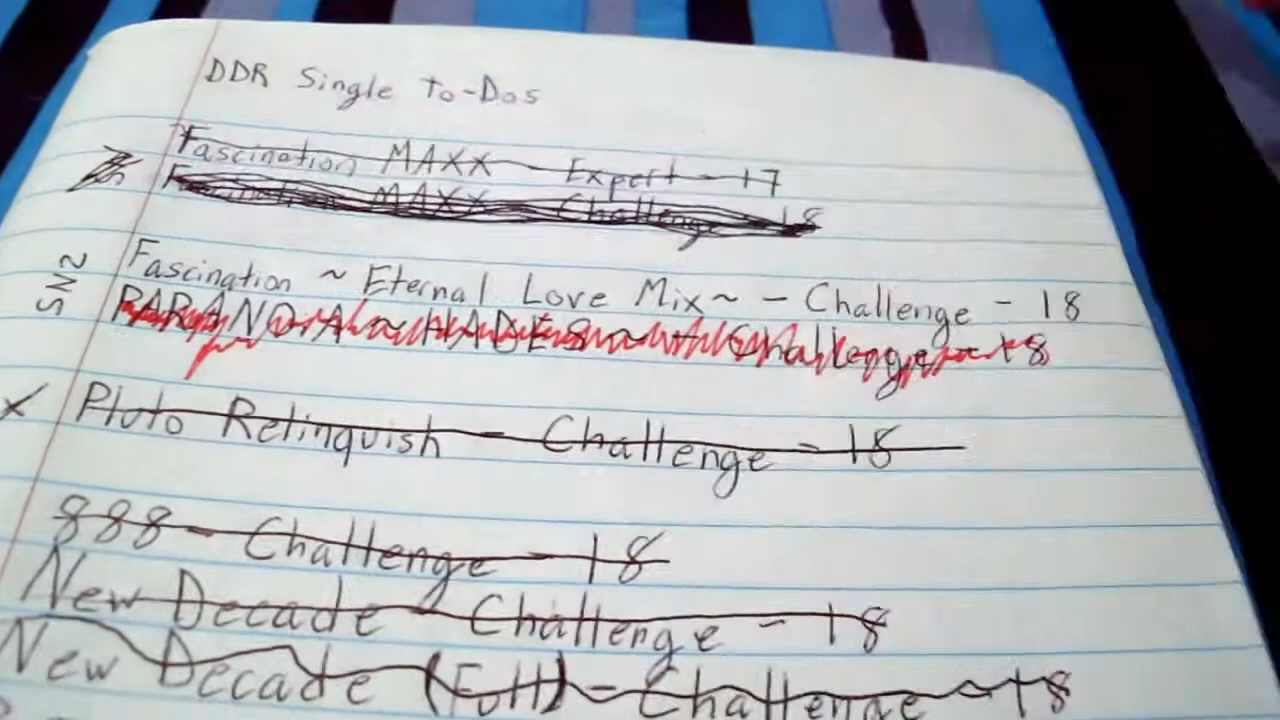 DDR Single To-Dos
Fascination MAXX - Expert - 17
Fascination MAXX - Challenge 18
SN2
Fascination ~ Eternal Love Mix ~ - Challenge - 18
PARANOiA ~HADES~ - Challenge - 18
X Pluto Relinquish - Challenge - 18
888 - Challenge - 18
New Decade - Challenge - 18
New Decade (Full) - Challenge - 18